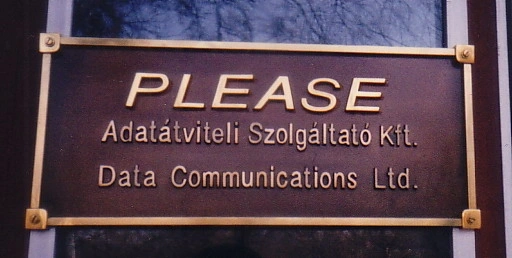 PLEASE
Adatátviteli Szolgáltató Kft.
Data Communications Ltd.